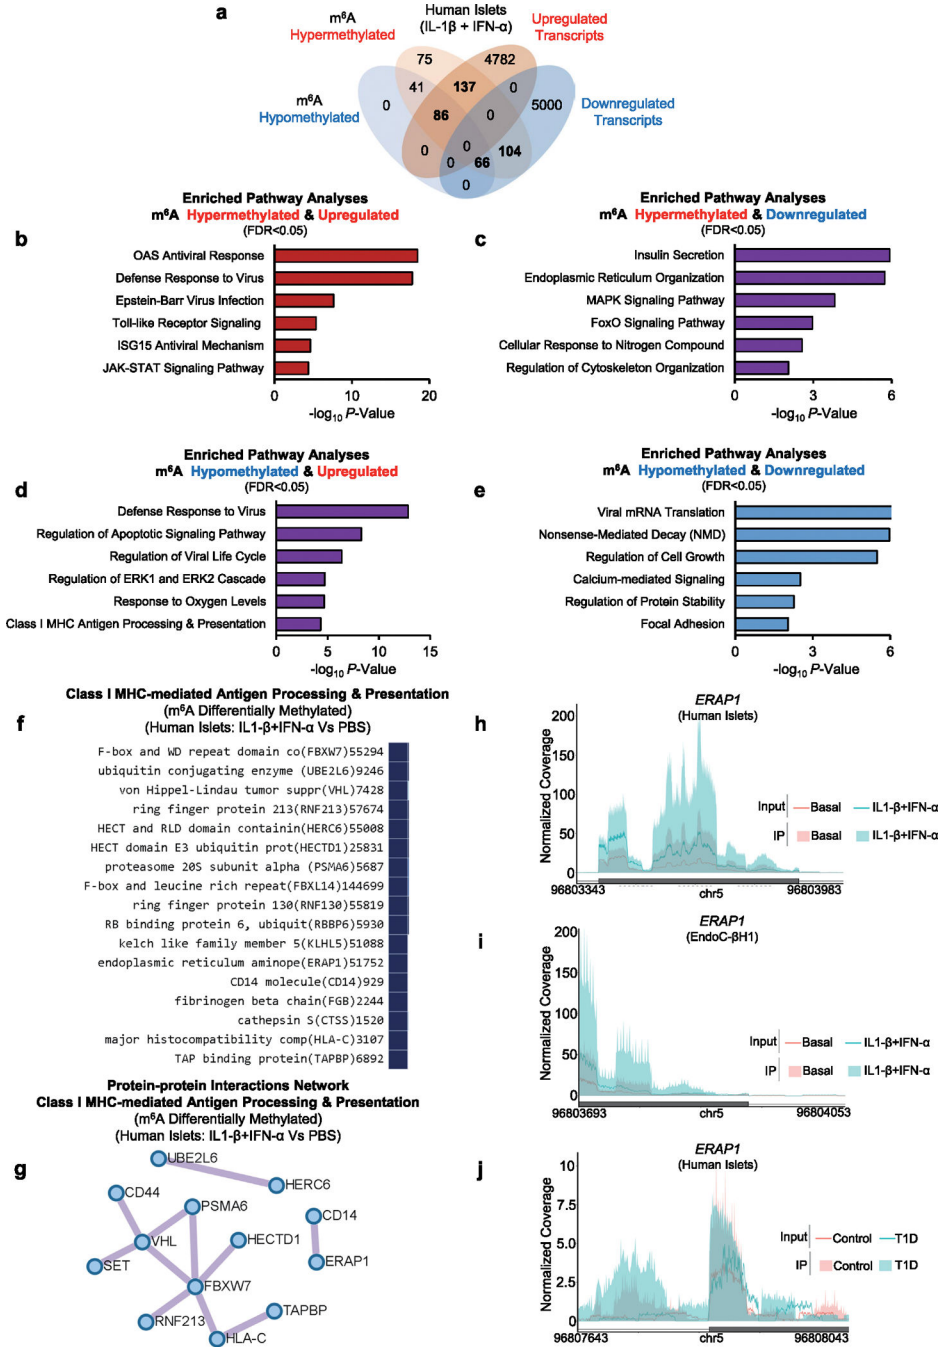 a
Human Islets
(IL-1β + IFN-α)
m⁶A
Hypermethylated
Upregulated
Transcripts
m⁶A
Hypomethylated
Downregulated
Transcripts
75
4782
41
137
0
0
5000
86
0
0
0
104
0
66
0
Enriched Pathway Analyses
m⁶A Hypermethylated & Upregulated
(FDR<0.05)
b
OAS Antiviral Response
Defense Response to Virus
Epstein-Barr Virus Infection
Toll-like Receptor Signaling
ISG15 Antiviral Mechanism
JAK-STAT Signaling Pathway
0 10 20
-log₁₀ P-Value
Enriched Pathway Analyses
m⁶A Hypermethylated & Downregulated
(FDR<0.05)
c
Insulin Secretion
Endoplasmic Reticulum Organization
MAPK Signaling Pathway
FoxO Signaling Pathway
Cellular Response to Nitrogen Compound
Regulation of Cytoskeleton Organization
0 3 6
-log₁₀ P-Value
Enriched Pathway Analyses
m⁶A Hypomethylated & Upregulated
(FDR<0.05)
d
Defense Response to Virus
Regulation of Apoptotic Signaling Pathway
Regulation of Viral Life Cycle
Regulation of ERK1 and ERK2 Cascade
Response to Oxygen Levels
Class I MHC Antigen Processing & Presentation
0 5 10 15
-log₁₀ P-Value
Enriched Pathway Analyses
m⁶A Hypomethylated & Downregulated
(FDR<0.05)
e
Viral mRNA Translation
Nonsense-Mediated Decay (NMD)
Regulation of Cell Growth
Calcium-mediated Signaling
Regulation of Protein Stability
Focal Adhesion
0 3 6
-log₁₀ P-Value
Class I MHC-mediated Antigen Processing & Presentation
(m⁶A Differentially Methylated)
(Human Islets: IL1-β+IFN-α Vs PBS)
f
F-box and WD repeat domain co(FBXW7)55294
ubiquitin conjugating enzyme (UBE2L6)9246
von Hippel-Lindau tumor suppr(VHL)7428
ring finger protein 213(RNF213)57674
HECT and RLD domain containin(HERC6)55008
HECT domain E3 ubiquitin prot(HECTD1)25831
proteasome 20S subunit alpha (PSMA6)5687
F-box and leucine rich repeat(FBXL14)144699
ring finger protein 130(RNF130)55819
RB binding protein 6, ubiquit(RBBP6)5930
kelch like family member 5(KLHL5)51088
endoplasmic reticulum aminope(ERAP1)51752
CD14 molecule(CD14)929
fibrinogen beta chain(FGB)2244
cathepsin S(CTSS)1520
major histocompatibility comp(HLA-C)3107
TAP binding protein(TAPBP)6892
Protein-protein Interactions Network
Class I MHC-mediated Antigen Processing & Presentation
(m⁶A Differentially Methylated)
(Human Islets: IL1-β+IFN-α Vs PBS)
g
UBE2L6
HERC6
CD44
PSMA6
CD14
VHL
HECTD1
SET
ERAP1
FBXW7
RNF213
TAPBP
HLA-C
h
ERAP1
(Human Islets)
Normalized Coverage
200
150
100
50
0
Input Basal IL1-β+IFN-α
IP Basal IL1-β+IFN-α
96803343 chr5 96803983
i
ERAP1
(EndoC-βH1)
Normalized Coverage
200
150
100
50
0
Input Basal IL1-β+IFN-α
IP Basal IL1-β+IFN-α
96803693 chr5 96804053
j
ERAP1
(Human Islets)
Normalized Coverage
10
7.5
5.0
2.5
0
Input Control T1D
IP Control T1D
96807643 chr5 96808043